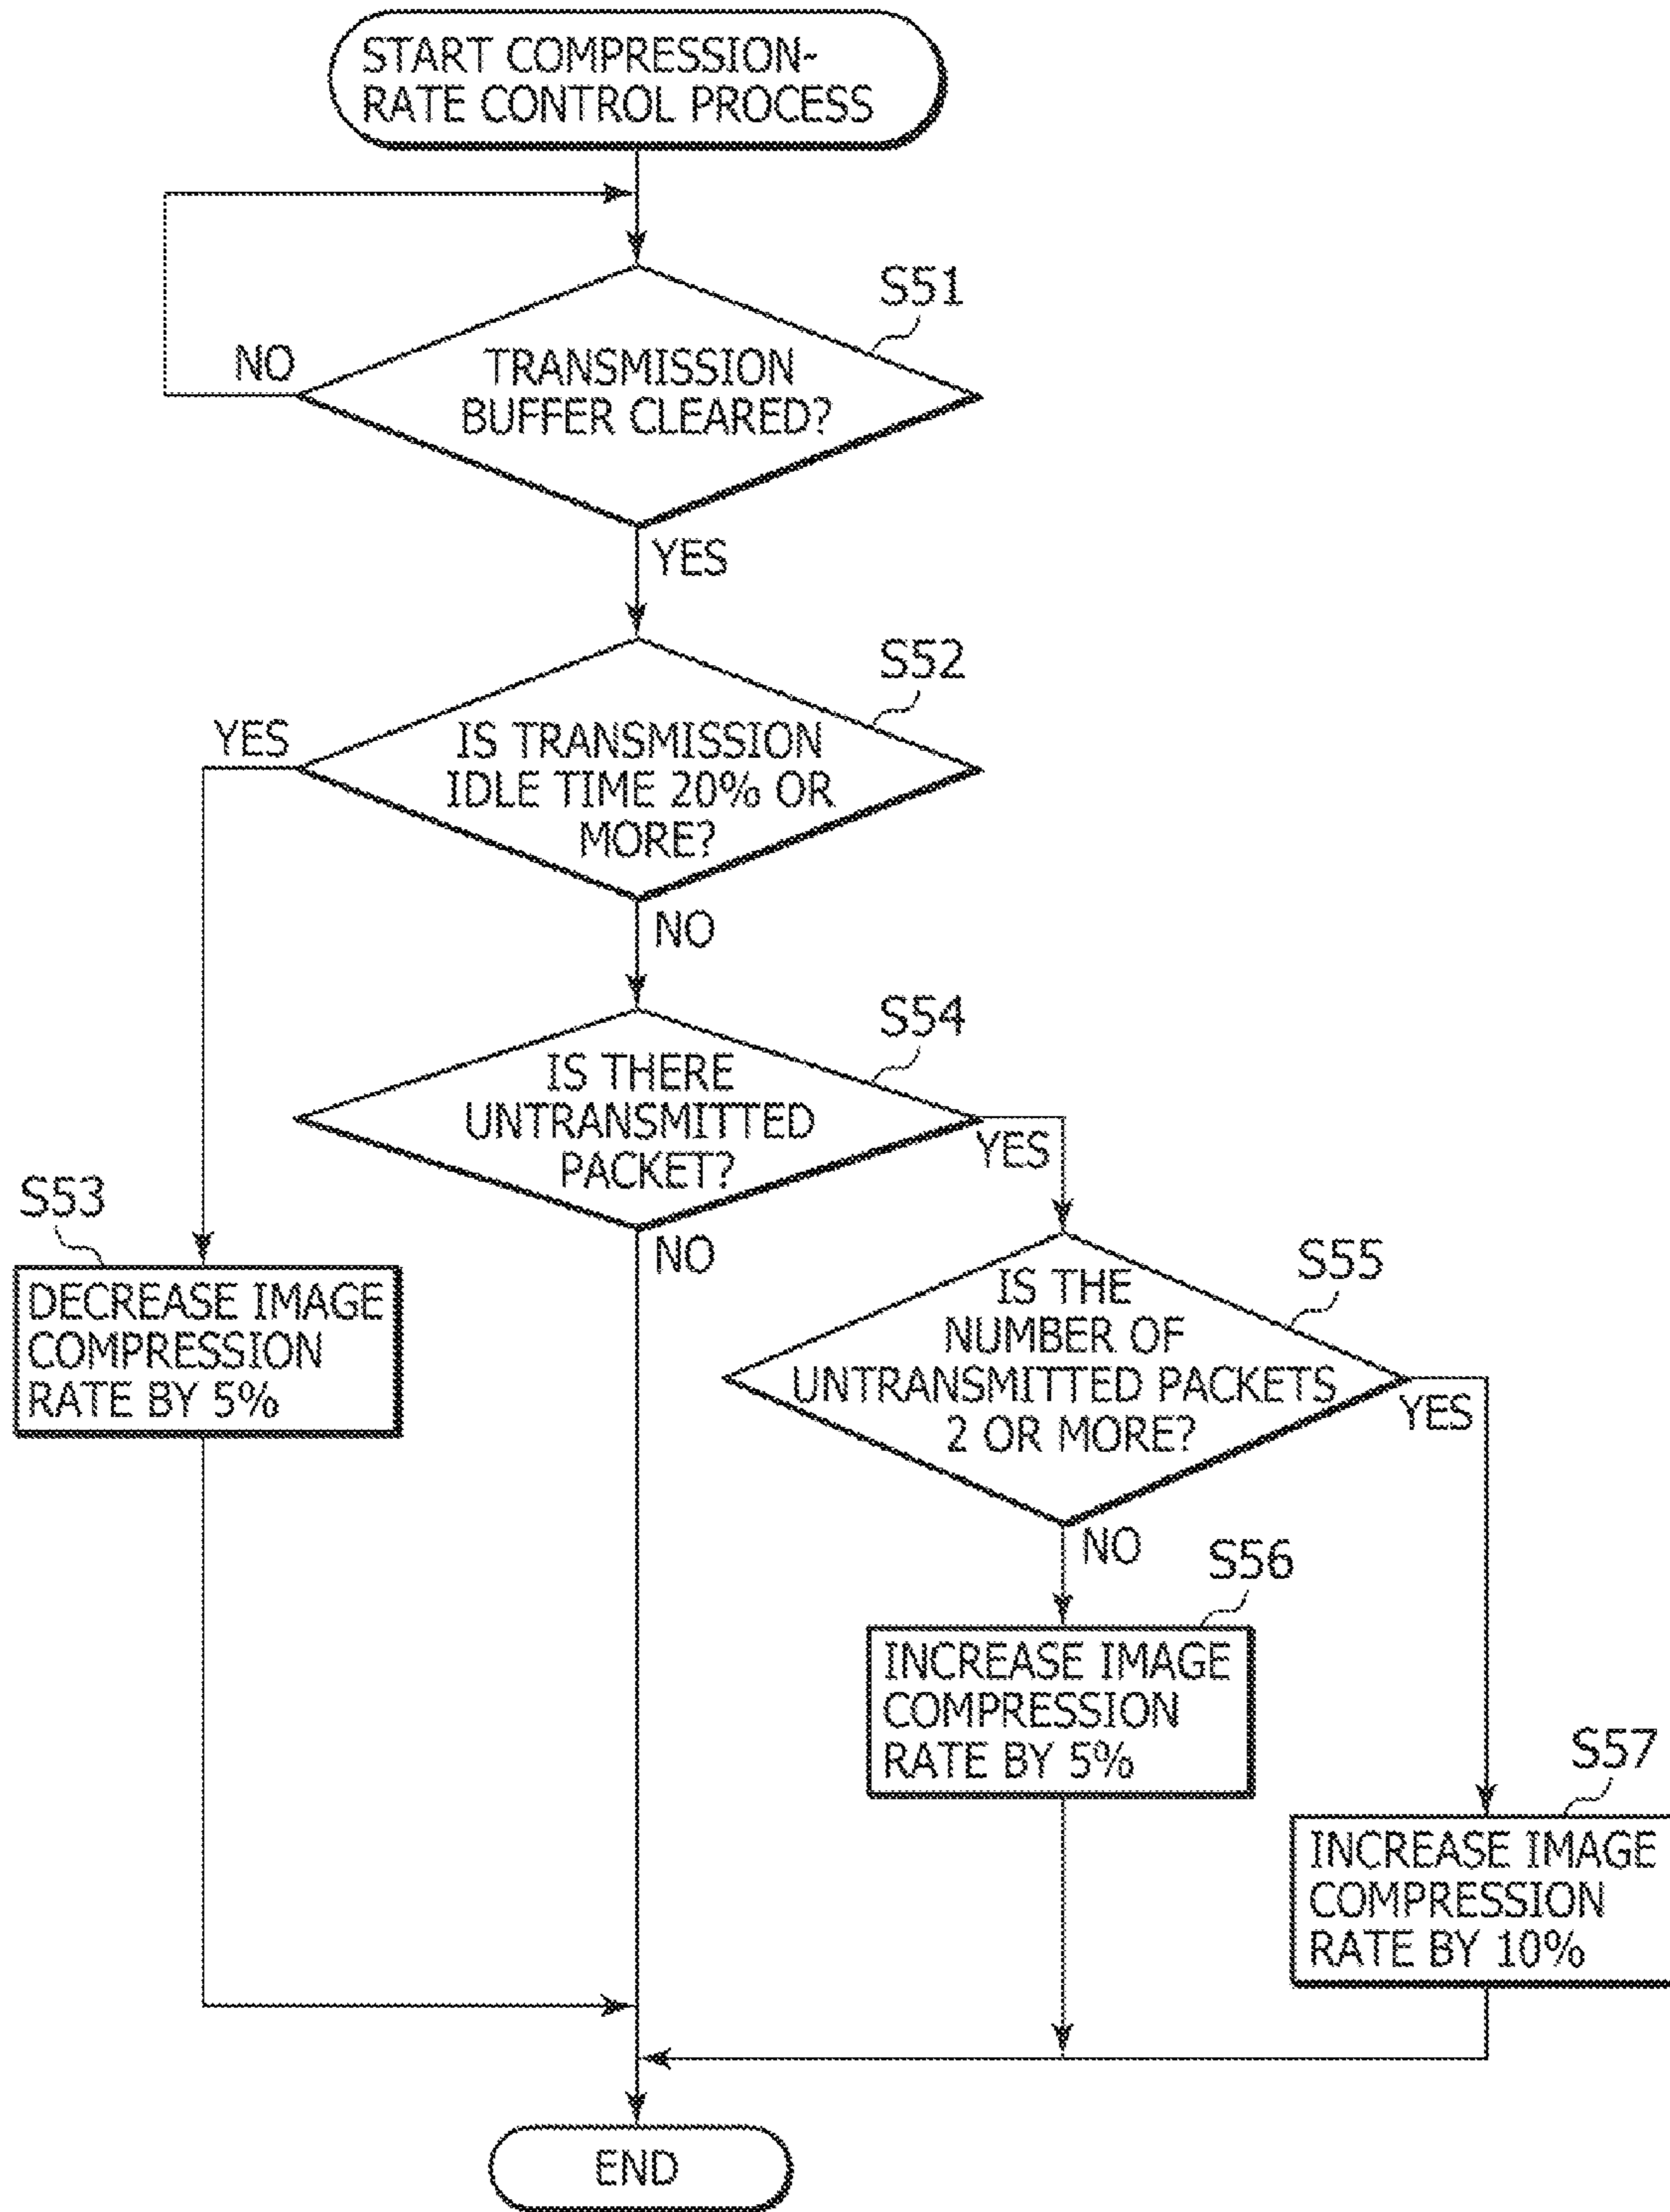 START COMPRESSION-
RATE CONTROL PROCESS
S51
NO
TRANSMISSION
BUFFER CLEARED?
YES
S52
YES
IS TRANSMISSION
IDLE TIME 20% OR
MORE?
NO
S54
IS THERE
UNTRANSMITTED
PACKET?
YES
NO
S53
DECREASE IMAGE
COMPRESSION
RATE BY 5%
S55
IS THE
NUMBER OF
UNTRANSMITTED PACKETS
2 OR MORE?
YES
NO
S56
INCREASE IMAGE
COMPRESSION
RATE BY 5%
S57
INCREASE IMAGE
COMPRESSION
RATE BY 10%
END